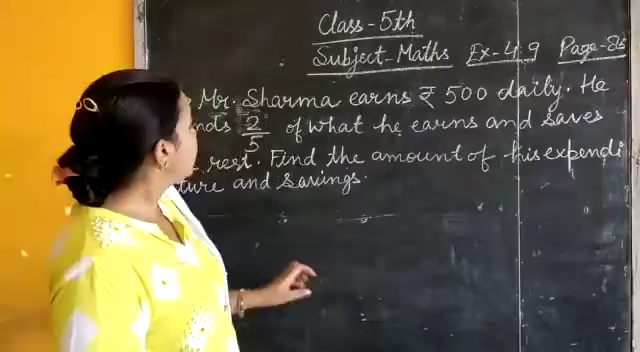 Class-5th
Subject-Maths Ex-4.9 Page-85
Mr. Sharma earns ₹ 500 daily. He
2/5 of what he earns and saves
rest. Find the amount of his expendi
ture and savings.